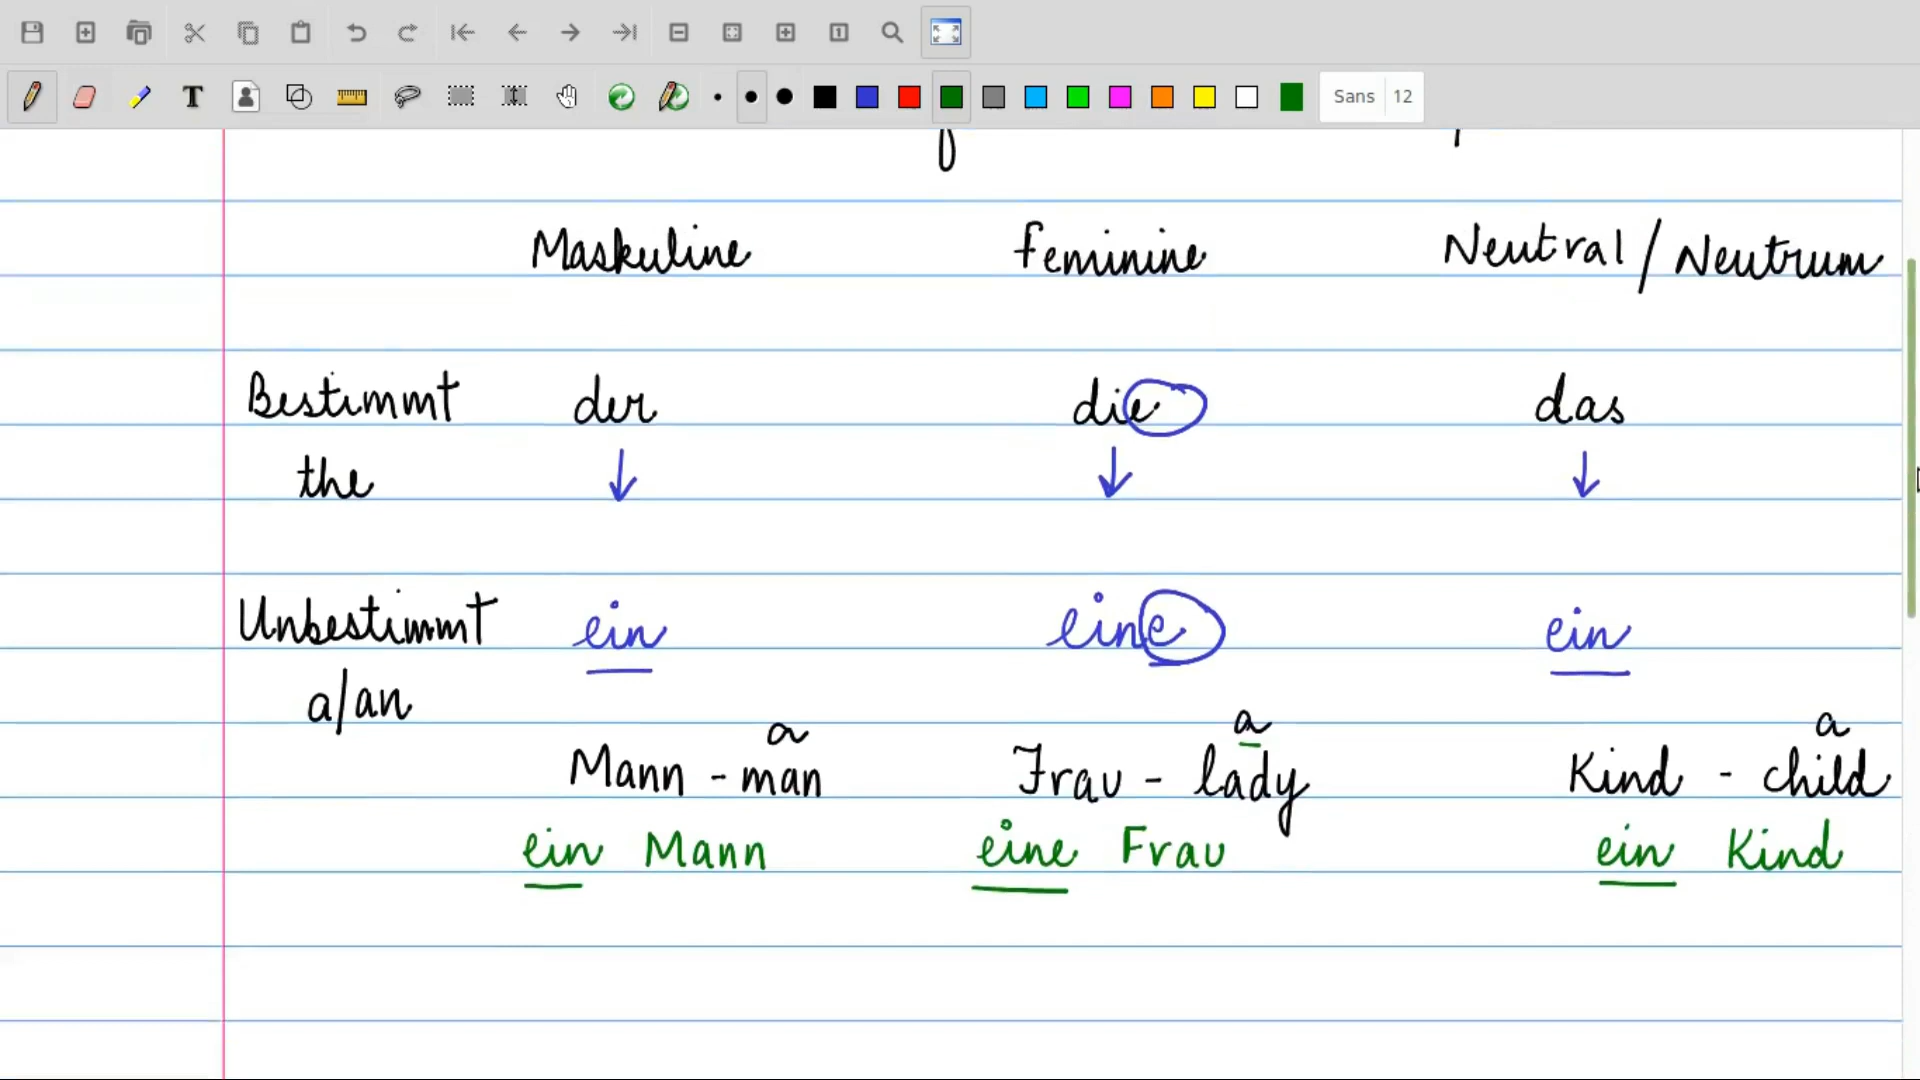 Sans 12
Maskuline feminine Neutral / Neutrum
Bestimmt der die das
the
Unbestimmt ein eine ein
a/an
a a a
Mann - man Frau - lady Kind - child
ein Mann eine Frau ein Kind